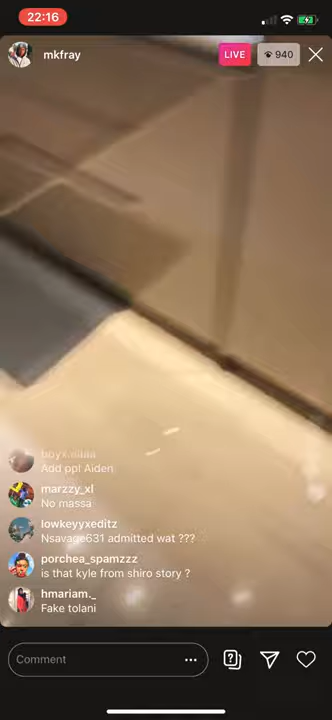 22:16
mkfray
LIVE
940
Add ppl Aiden
marzzy_xl
No massa
lowkeyyxeditz
Nsavage631 admitted wat ???
porchea_spamzzz
is that kyle from shiro story ?
hmariam._
Fake tolani
Comment